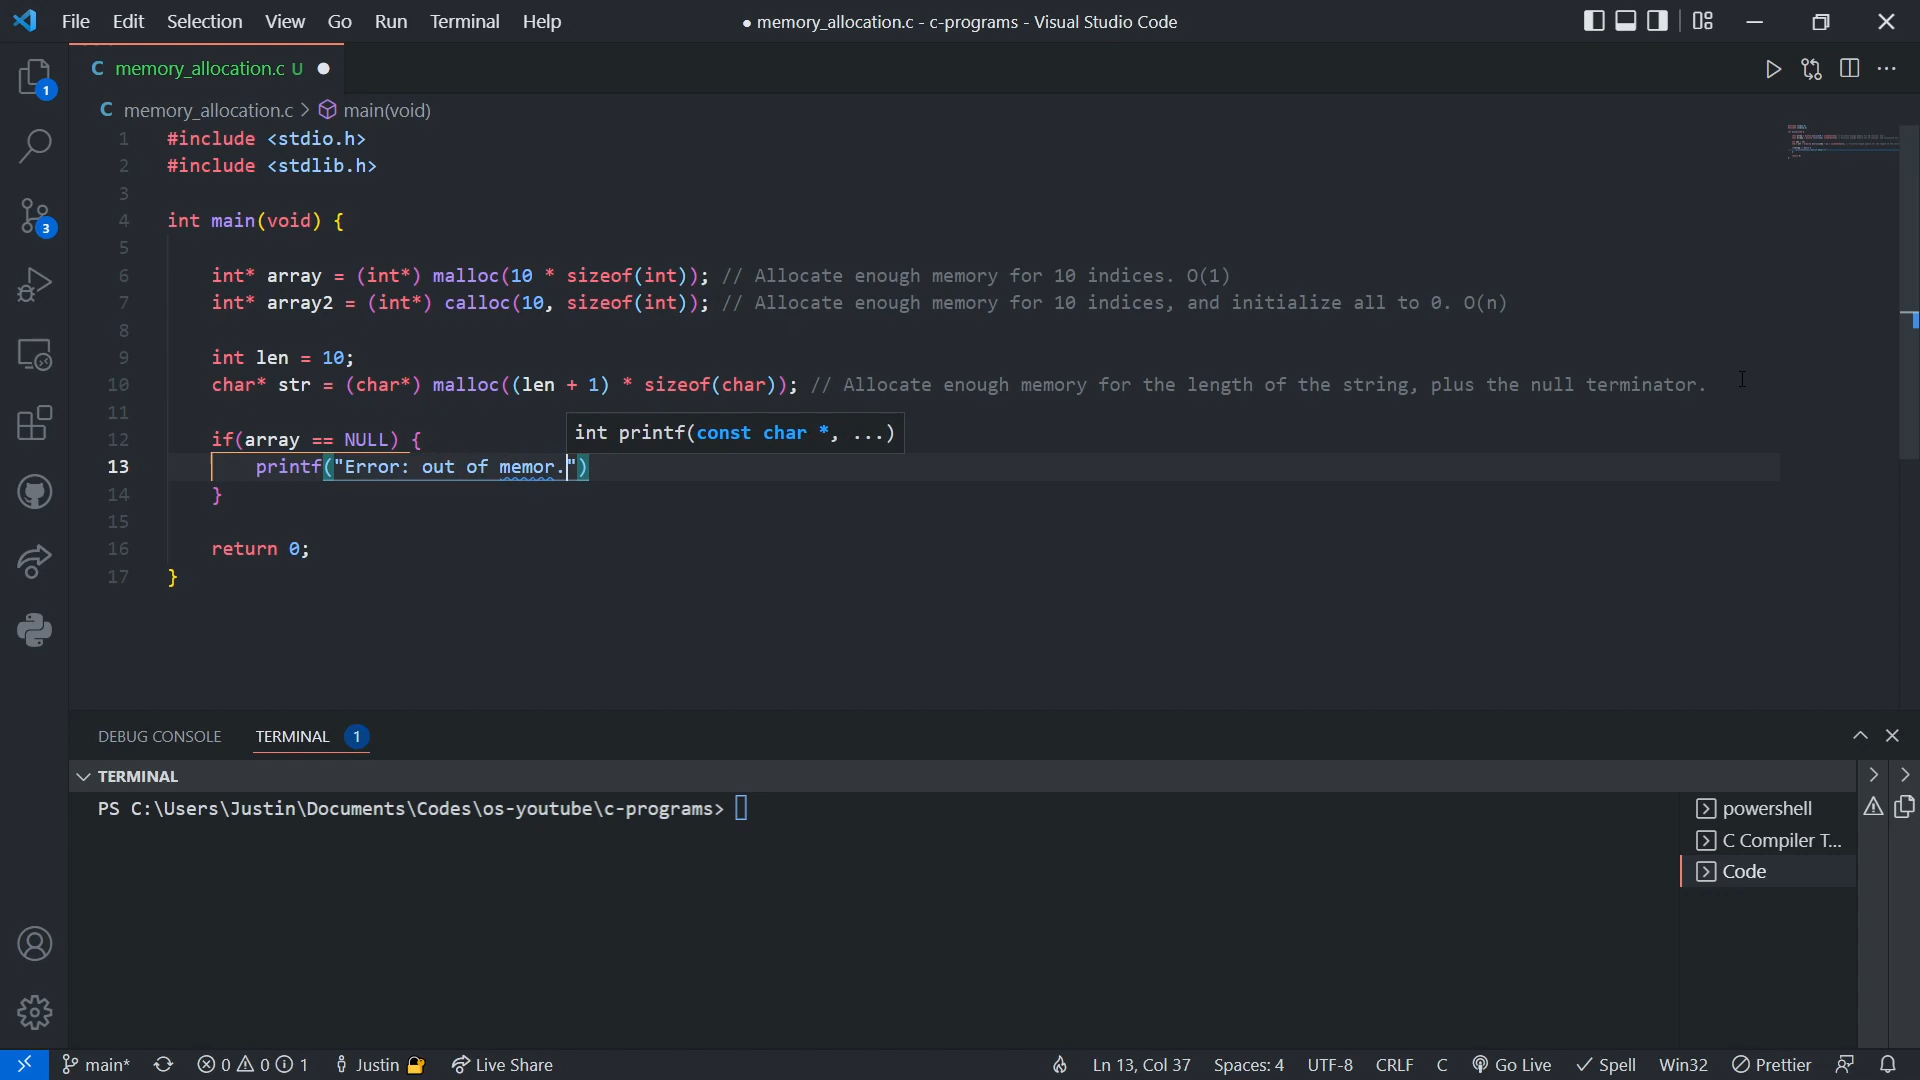 File Edit Selection View Go Run Terminal Help
● memory_allocation.c - c-programs - Visual Studio Code
C memory_allocation.c U ●
C memory_allocation.c > main(void)
1 #include <stdio.h>
2 #include <stdlib.h>
3
4 int main(void) {
5
6 int* array = (int*) malloc(10 * sizeof(int)); // Allocate enough memory for 10 indices. O(1)
7 int* array2 = (int*) calloc(10, sizeof(int)); // Allocate enough memory for 10 indices, and initialize all to 0. O(n)
8
9 int len = 10;
10 char* str = (char*) malloc((len + 1) * sizeof(char)); // Allocate enough memory for the length of the string, plus the null terminator.
11
int printf(const char *, ...)
12 if(array == NULL) {
13 printf("Error: out of memor.")
14 }
15
16 return 0;
17 }
1
3
DEBUG CONSOLE TERMINAL 1
TERMINAL
PS C:\Users\Justin\Documents\Codes\os-youtube\c-programs>
powershell
C Compiler T...
Code
main* 0 0 1 Justin Live Share Ln 13, Col 37 Spaces: 4 UTF-8 CRLF C Go Live Spell Win32 Prettier